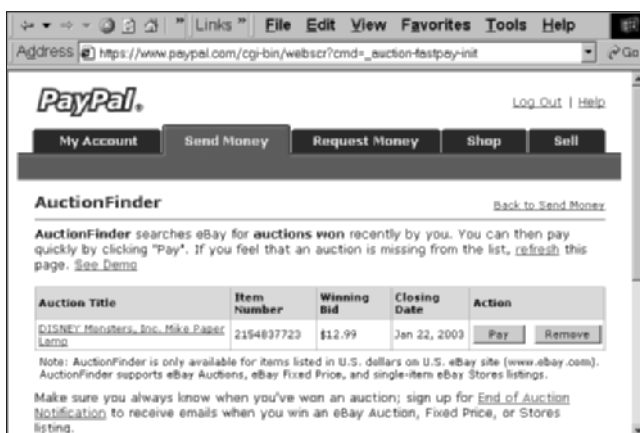 " Links " File Edit View Favorites Tools Help
Address https://www.paypal.com/cgi-bin/webscr?cmd=_auction-fastpay-init Go
PayPal.
Log Out | Help
My Account Send Money Request Money Shop Sell
AuctionFinder Back to Send Money
AuctionFinder searches eBay for auctions won recently by you. You can then pay
quickly by clicking "Pay". If you feel that an auction is missing from the list, refresh this
page. See Demo
Auction Title Item Number Winning Bid Closing Date Action
DISNEY Monsters, Inc. Mike Paper
Lamp 2154837723 $12.99 Jan 22, 2003 Pay Remove
Note: AuctionFinder is only available for items listed in U.S. dollars on U.S. eBay site (www.ebay.com).
AuctionFinder supports eBay Auctions, eBay Fixed Price, and single-item eBay Stores listings.
Make sure you always know when you've won an auction; sign up for End of Auction
Notification to receive emails when you win an eBay Auction, Fixed Price, or Stores
listing.